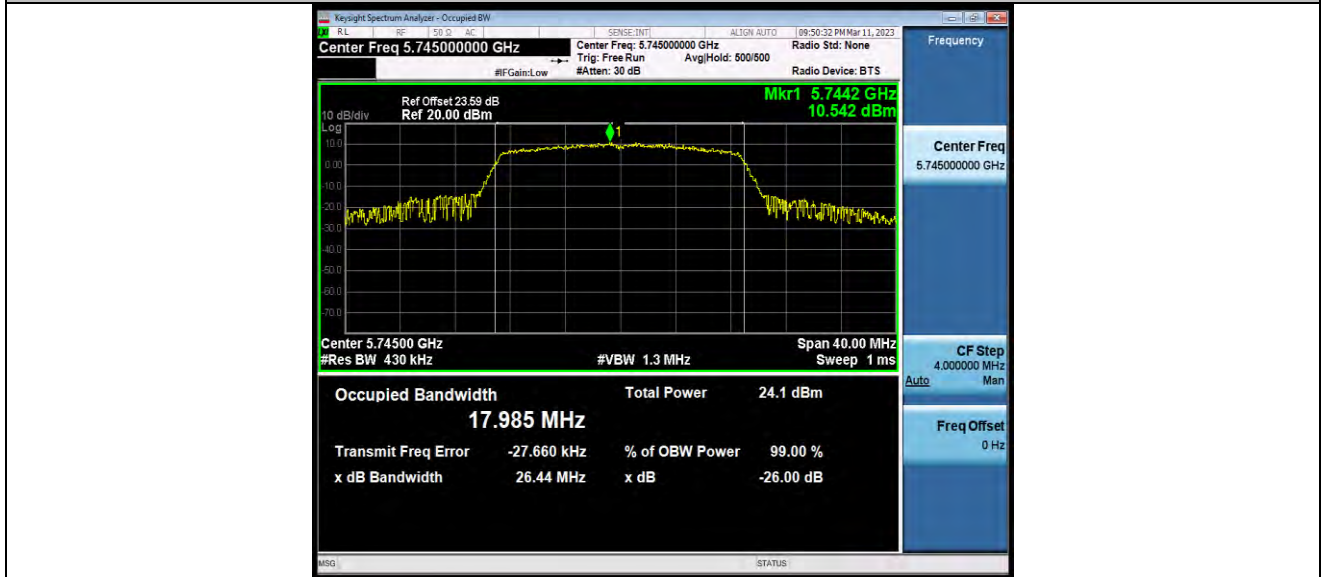 Keysight Spectrum Analyzer - Occupied BW
RL RF 50 Ω AC SENSE:INT ALIGN AUTO 09:50:32 PM Mar 11, 2023
Center Freq 5.745000000 GHz
Center Freq: 5.745000000 GHz
Radio Std: None
Trig: Free Run Avg|Hold: 500/500
#IFGain:Low #Atten: 30 dB Radio Device: BTS
Frequency
Mkr1 5.7442 GHz
10.542 dBm
Ref Offset 23.59 dB
10 dB/div Ref 20.00 dBm
Log
1
10.0
0.00
-10.0
-20.0
-30.0
-40.0
-50.0
-60.0
-70.0
Center 5.74500 GHz Span 40.00 MHz
#Res BW 430 kHz #VBW 1.3 MHz Sweep 1 ms
Occupied Bandwidth Total Power 24.1 dBm
17.985 MHz
Transmit Freq Error -27.660 kHz % of OBW Power 99.00 %
x dB Bandwidth 26.44 MHz x dB -26.00 dB
Center Freq
5.745000000 GHz
CF Step
4.000000 MHz
Auto Man
Freq Offset
0 Hz
MSG STATUS